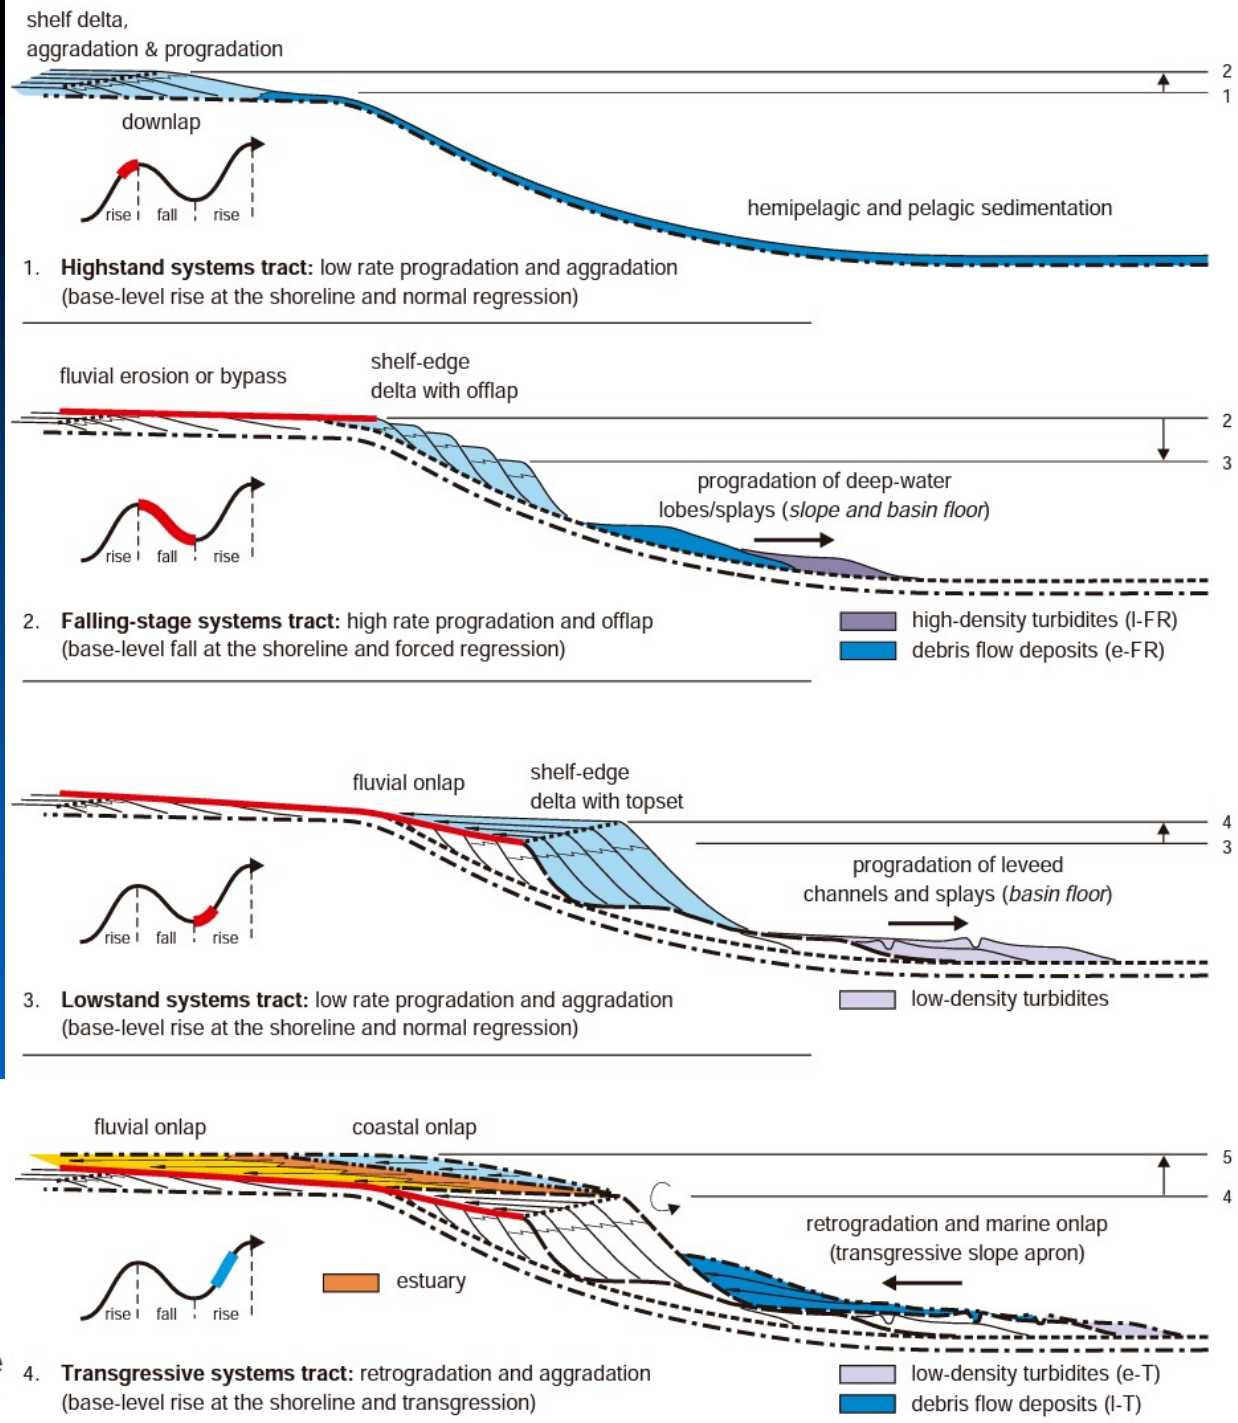 shelf delta,
aggradation & progradation
2
1
downlap
rise fall rise
hemipelagic and pelagic sedimentation
1. Highstand systems tract: low rate progradation and aggradation
(base-level rise at the shoreline and normal regression)
fluvial erosion or bypass
shelf-edge
delta with offlap
2
3
progradation of deep-water
lobes/splays (slope and basin floor)
rise fall rise
2. Falling-stage systems tract: high rate progradation and offlap
(base-level fall at the shoreline and forced regression)
high-density turbidites (l-FR)
debris flow deposits (e-FR)
fluvial onlap
shelf-edge
delta with topset
4
3
progradation of leveed
channels and splays (basin floor)
rise fall rise
3. Lowstand systems tract: low rate progradation and aggradation
(base-level rise at the shoreline and normal regression)
low-density turbidites
fluvial onlap
coastal onlap
5
4
retrogradation and marine onlap
(transgressive slope apron)
estuary
rise fall rise
4. Transgressive systems tract: retrogradation and aggradation
(base-level rise at the shoreline and transgression)
low-density turbidites (e-T)
debris flow deposits (l-T)